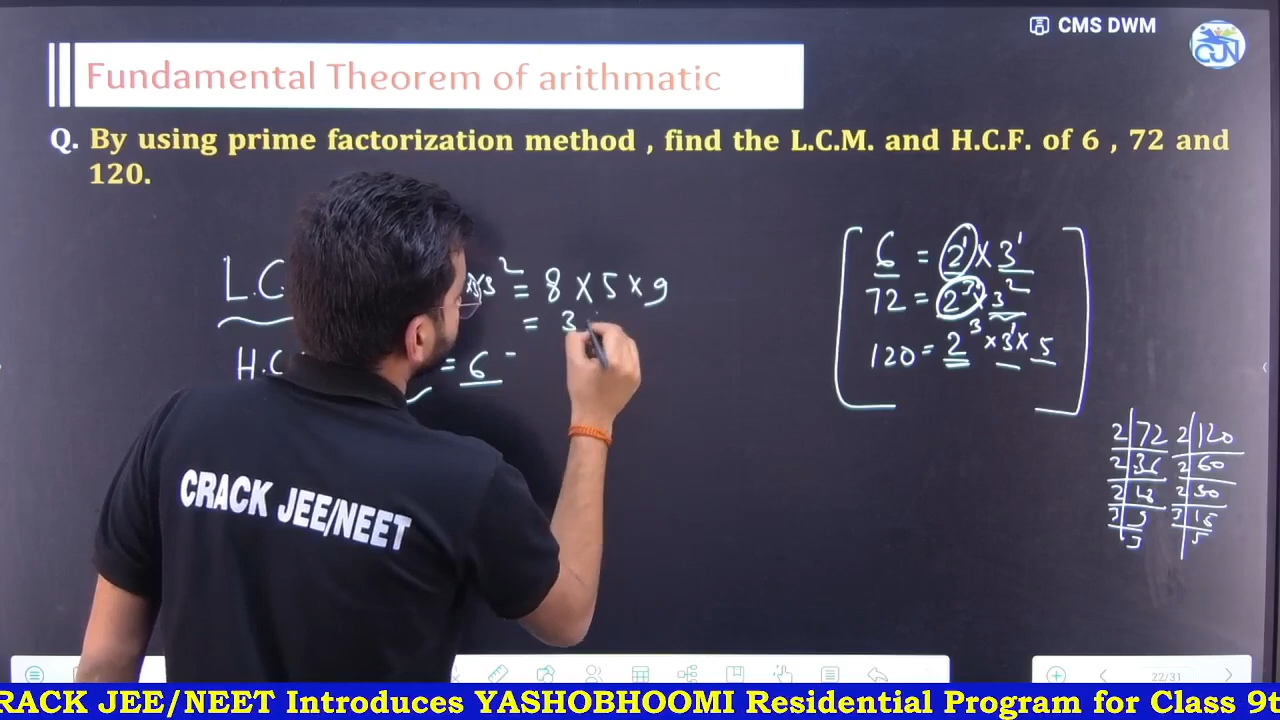 CMS DWM
CJN
Fundamental Theorem of arithmatic
Q. By using prime factorization method , find the L.C.M. and H.C.F. of 6 , 72 and
120.
6 = 2¹ × 3¹
72 = 2³ × 3²
120 = 2³ × 3¹ × 5
L.C
= 8 × 5 × 9
= 3
H.C
= 6
2 72 2 120
2 36 2 60
2 18 2 30
3 9 3 15
3 5
CRACK JEE/NEET
22/31
RACK JEE/NEET Introduces YASHOBHOOMI Residential Program for Class 9t